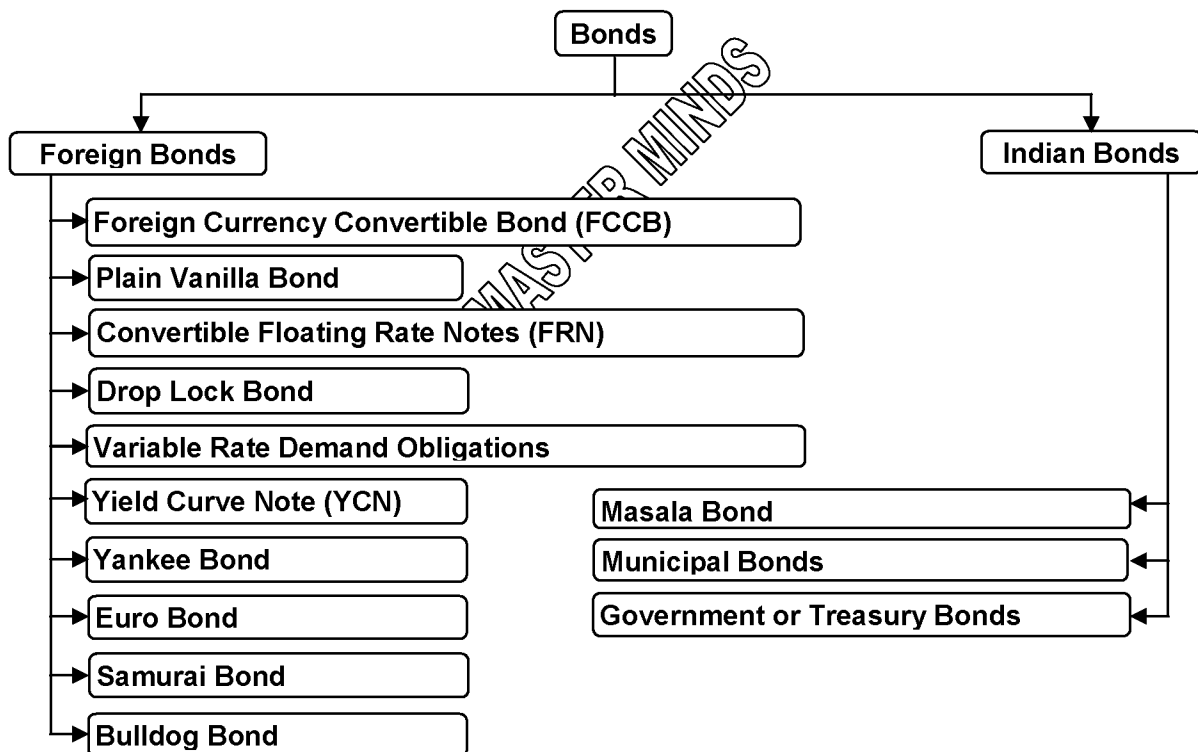 Bonds
MASTER MINDS
Foreign Bonds
Indian Bonds
Foreign Currency Convertible Bond (FCCB)
Plain Vanilla Bond
Convertible Floating Rate Notes (FRN)
Drop Lock Bond
Variable Rate Demand Obligations
Yield Curve Note (YCN)
Yankee Bond
Euro Bond
Samurai Bond
Bulldog Bond
Masala Bond
Municipal Bonds
Government or Treasury Bonds